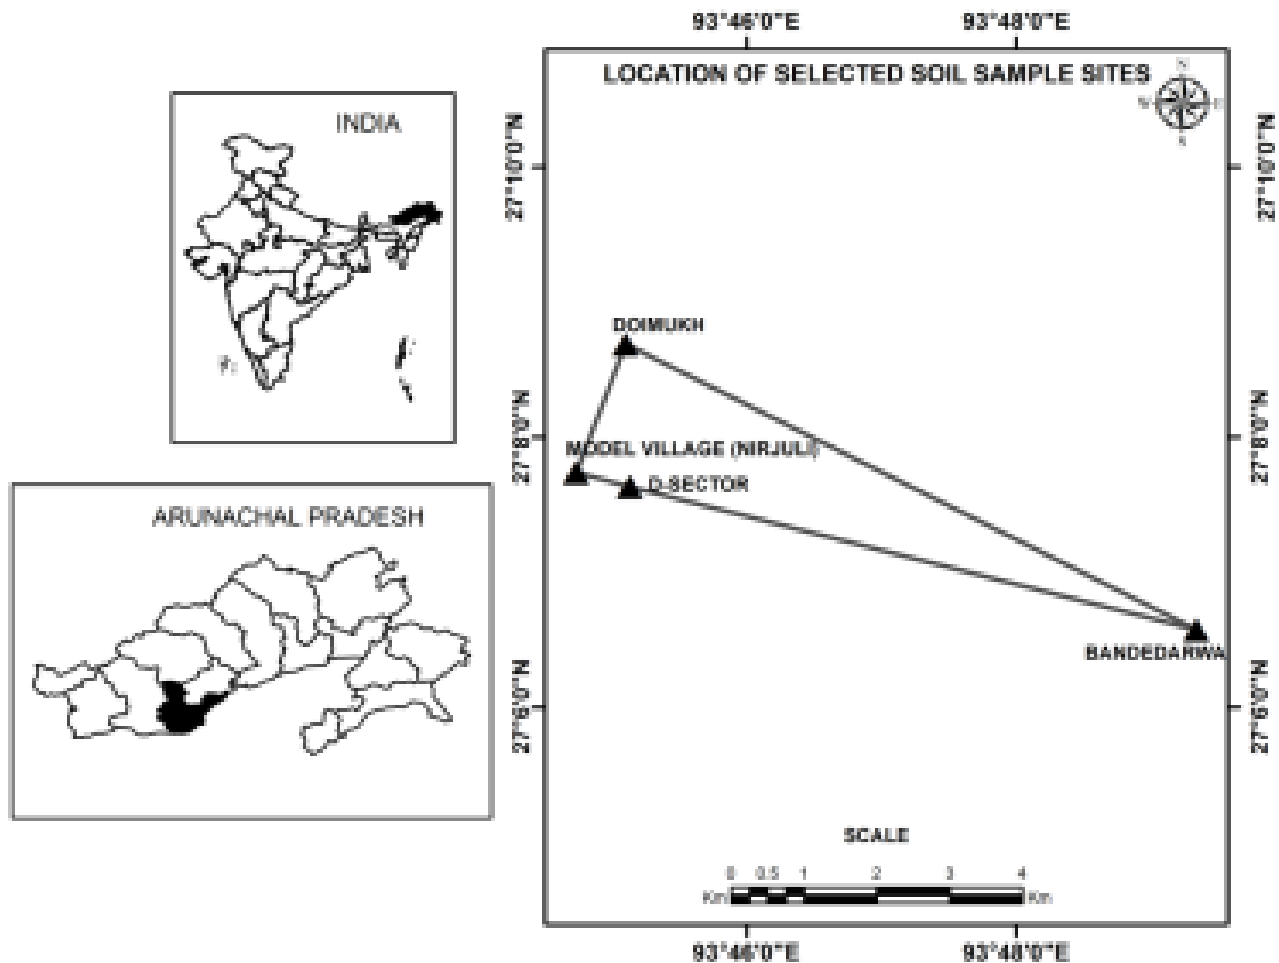 INDIA
ARUNACHAL PRADESH
93°46'0"E
93°48'0"E
LOCATION OF SELECTED SOIL SAMPLE SITES
N
W
27°10'0"N
27°10'0"N
DOIMUKH
27°8'0"N
27°8'0"N
MODEL VILLAGE (NIRJULI)
D-SECTOR
BANDEDARWA
27°6'0"N
27°6'0"N
SCALE
0 0.5 1 2 3 4
Km Km
93°46'0"E
93°48'0"E